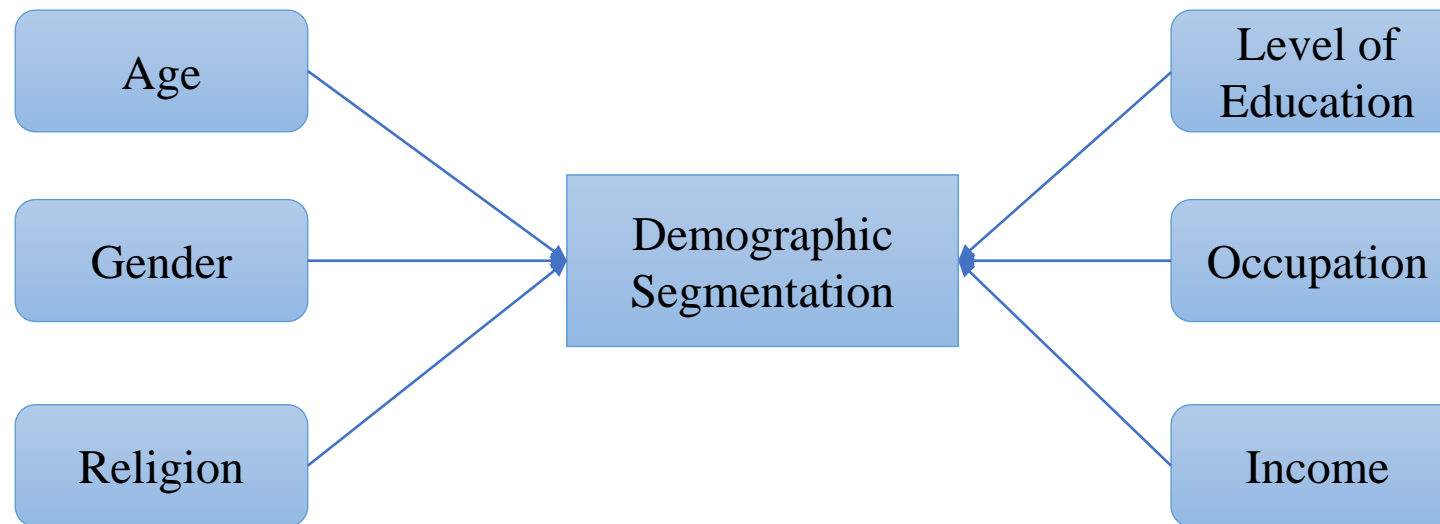 Age
Gender
Religion
Demographic
Segmentation
Level of
Education
Occupation
Income